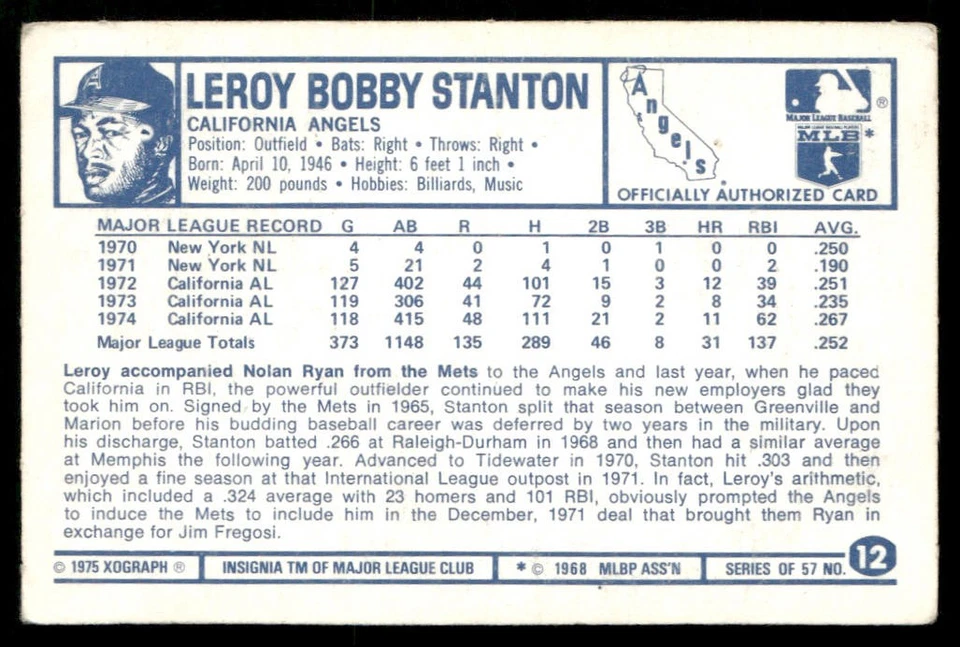 LEROY BOBBY STANTON
CALIFORNIA ANGELS
Position: Outfield • Bats: Right • Throws: Right •
Born: April 10, 1946 • Height: 6 feet 1 inch •
Weight: 200 pounds • Hobbies: Billiards, Music
A
Angels
MAJOR LEAGUE BASEBALL
®
MAJOR LEAGUE BASEBALL PLAYERS
MLB *
OFFICIALLY AUTHORIZED CARD
MAJOR LEAGUE RECORD G AB R H 2B 3B HR RBI AVG.
1970 New York NL 4 4 0 1 0 1 0 0 .250
1971 New York NL 5 21 2 4 1 0 0 2 .190
1972 California AL 127 402 44 101 15 3 12 39 .251
1973 California AL 119 306 41 72 9 2 8 34 .235
1974 California AL 118 415 48 111 21 2 11 62 .267
Major League Totals 373 1148 135 289 46 8 31 137 .252
Leroy accompanied Nolan Ryan from the Mets to the Angels and last year, when he paced
California in RBI, the powerful outfielder continued to make his new employers glad they
took him on. Signed by the Mets in 1965, Stanton split that season between Greenville and
Marion before his budding baseball career was deferred by two years in the military. Upon
his discharge, Stanton batted .266 at Raleigh-Durham in 1968 and then had a similar average
at Memphis the following year. Advanced to Tidewater in 1970, Stanton hit .303 and then
enjoyed a fine season at that International League outpost in 1971. In fact, Leroy's arithmetic,
which included a .324 average with 23 homers and 101 RBI, obviously prompted the Angels
to induce the Mets to include him in the December, 1971 deal that brought them Ryan in
exchange for Jim Fregosi.
© 1975 XOGRAPH ® INSIGNIA TM OF MAJOR LEAGUE CLUB * © 1968 MLBP ASS'N SERIES OF 57 NO. 12